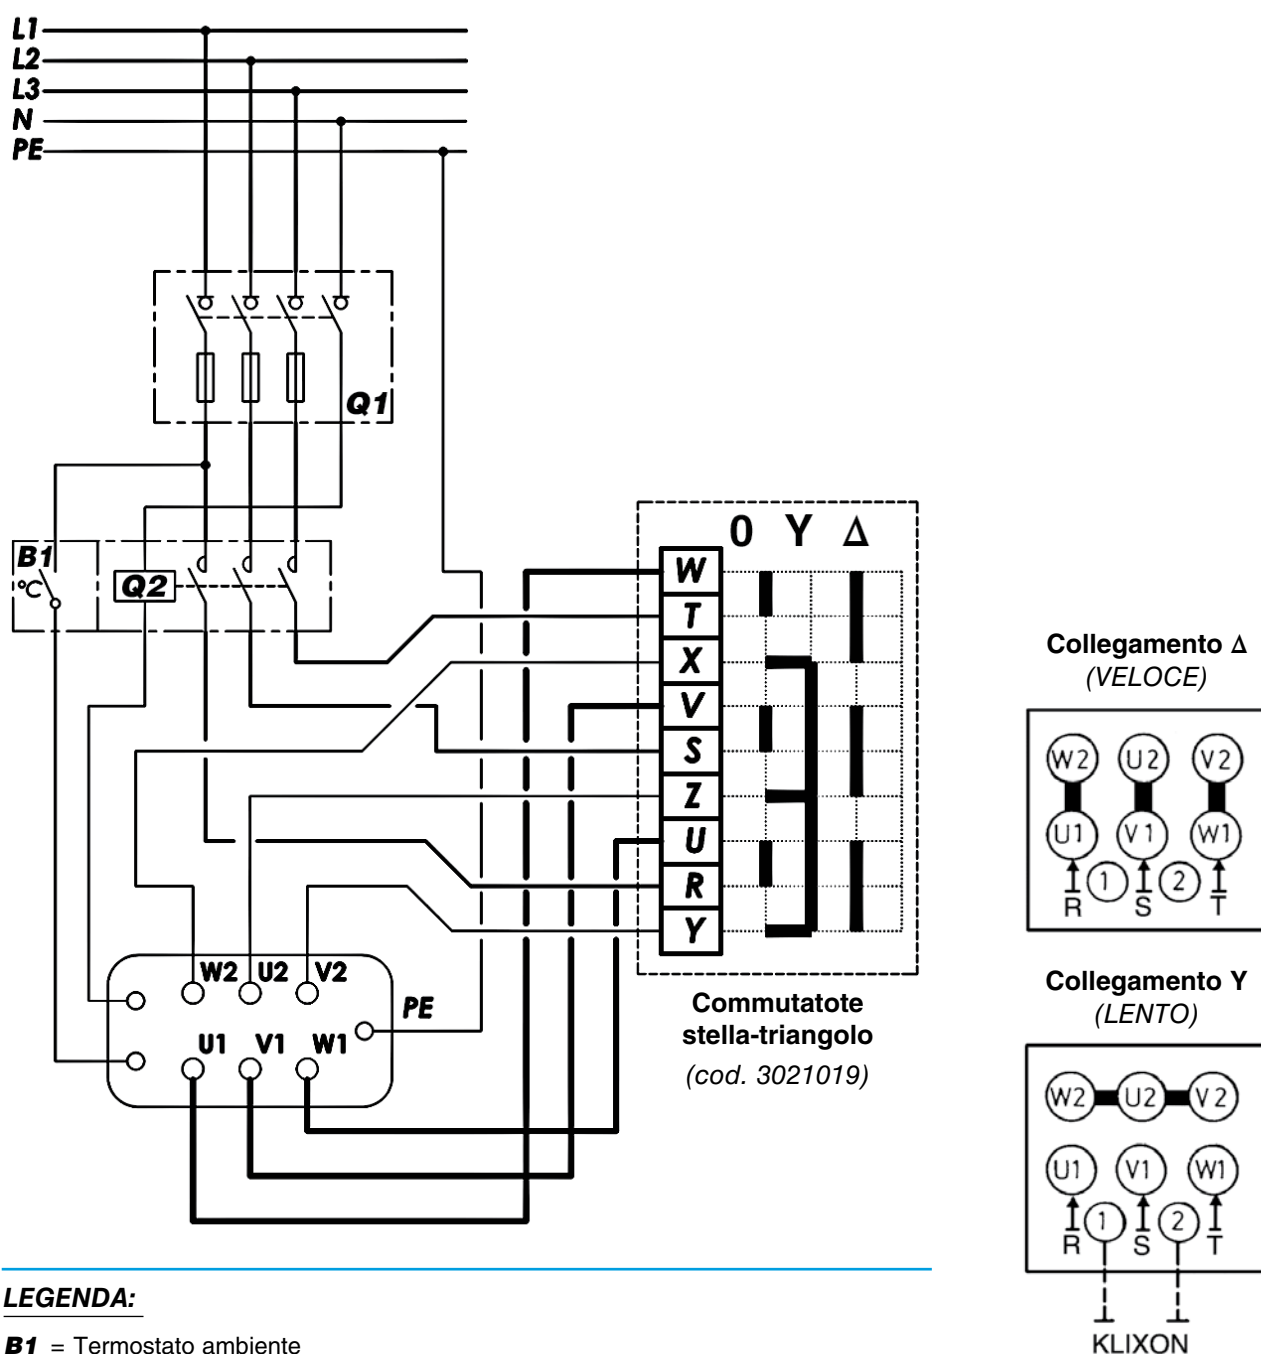 L1
L2
L3
N
PE
Q1
B1
°C
Q2
0 Y Δ
W
T
X
V
S
Z
U
R
Y
W2 U2 V2
PE
U1 V1 W1
Commutatote
stella-triangolo
(cod. 3021019)
Collegamento Δ
(VELOCE)
W2 U2 V2
U1 V1 W1
1 2
R S T
Collegamento Y
(LENTO)
W2 U2 V2
U1 V1 W1
1 2
R S T
KLIXON
LEGENDA:
B1 = Termostato ambiente